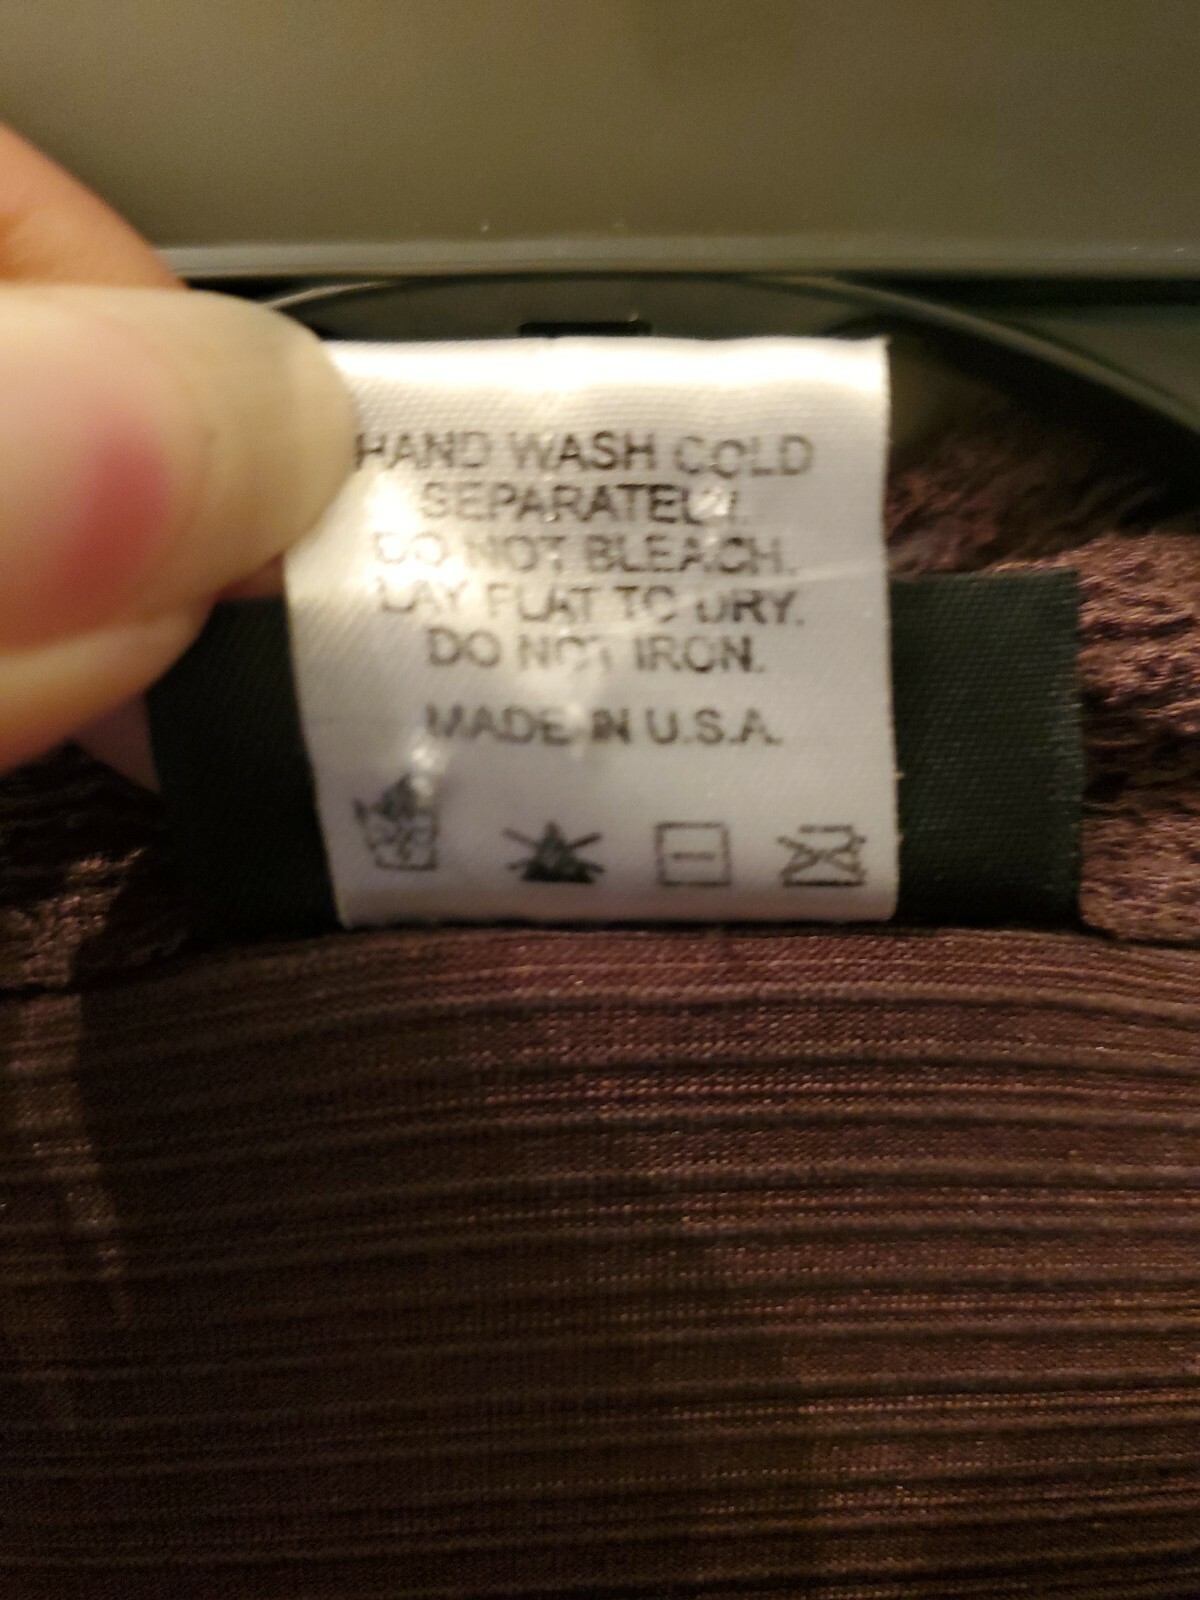 HAND WASH COLD
SEPARATELY.
DO NOT BLEACH.
LAY FLAT TO DRY.
DO NOT IRON.
MADE IN U.S.A.